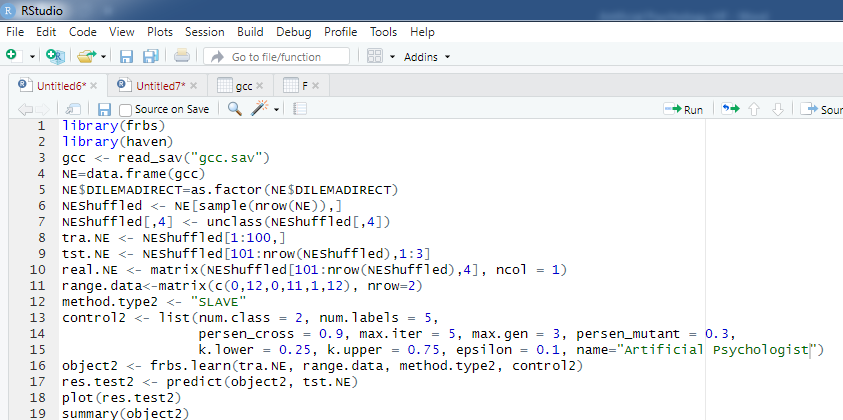 RStudio
File Edit Code View Plots Session Build Debug Profile Tools Help
Go to file/function Addins
Untitled6* Untitled7* gcc F
Source on Save Run Sour
1 library(frbs)
2 library(haven)
3 gcc <- read_sav("gcc.sav")
4 NE=data.frame(gcc)
5 NE$DILEMADIRECT=as.factor(NE$DILEMADIRECT)
6 NEShuffled <- NE[sample(nrow(NE)),]
7 NEShuffled[,4] <- unclass(NEShuffled[,4])
8 tra.NE <- NEShuffled[1:100,]
9 tst.NE <- NEShuffled[101:nrow(NEShuffled),1:3]
10 real.NE <- matrix(NEShuffled[101:nrow(NEShuffled),4], ncol = 1)
11 range.data<-matrix(c(0,12,0,11,1,12), nrow=2)
12 method.type2 <- "SLAVE"
13 control2 <- list(num.class = 2, num.labels = 5,
14 persen_cross = 0.9, max.iter = 5, max.gen = 3, persen_mutant = 0.3,
15 k.lower = 0.25, k.upper = 0.75, epsilon = 0.1, name="Artificial Psychologist")
16 object2 <- frbs.learn(tra.NE, range.data, method.type2, control2)
17 res.test2 <- predict(object2, tst.NE)
18 plot(res.test2)
19 summary(object2)